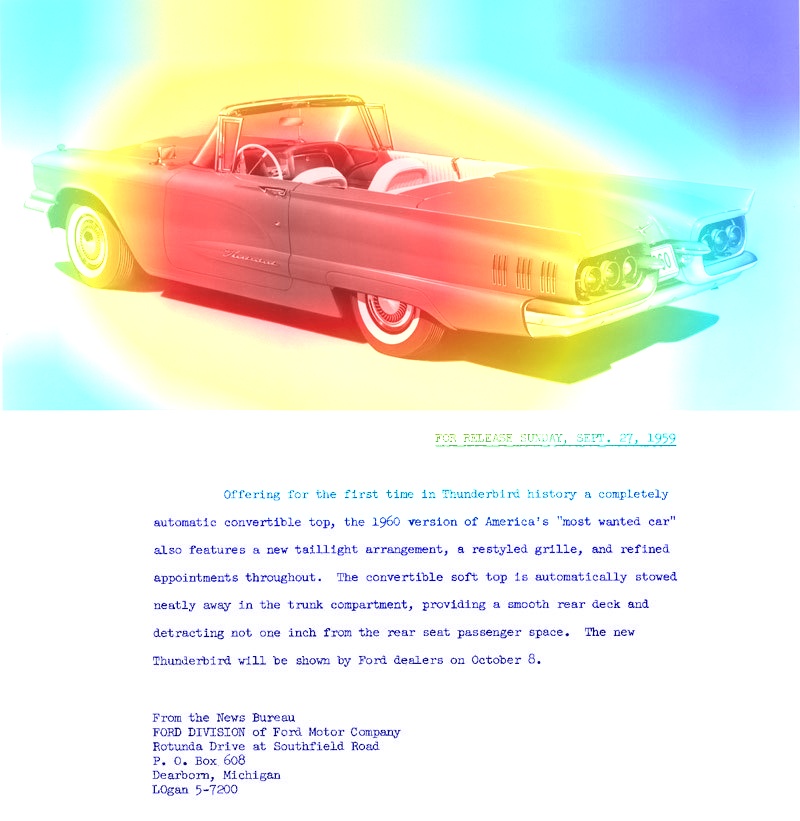 Thunderbird
60
FOR RELEASE SUNDAY, SEPT. 27, 1959
Offering for the first time in Thunderbird history a completely
automatic convertible top, the 1960 version of America's "most wanted car"
also features a new taillight arrangement, a restyled grille, and refined
appointments throughout. The convertible soft top is automatically stowed
neatly away in the trunk compartment, providing a smooth rear deck and
detracting not one inch from the rear seat passenger space. The new
Thunderbird will be shown by Ford dealers on October 8.
From the News Bureau
FORD DIVISION of Ford Motor Company
Rotunda Drive at Southfield Road
P. O. Box 608
Dearborn, Michigan
LOgan 5-7200